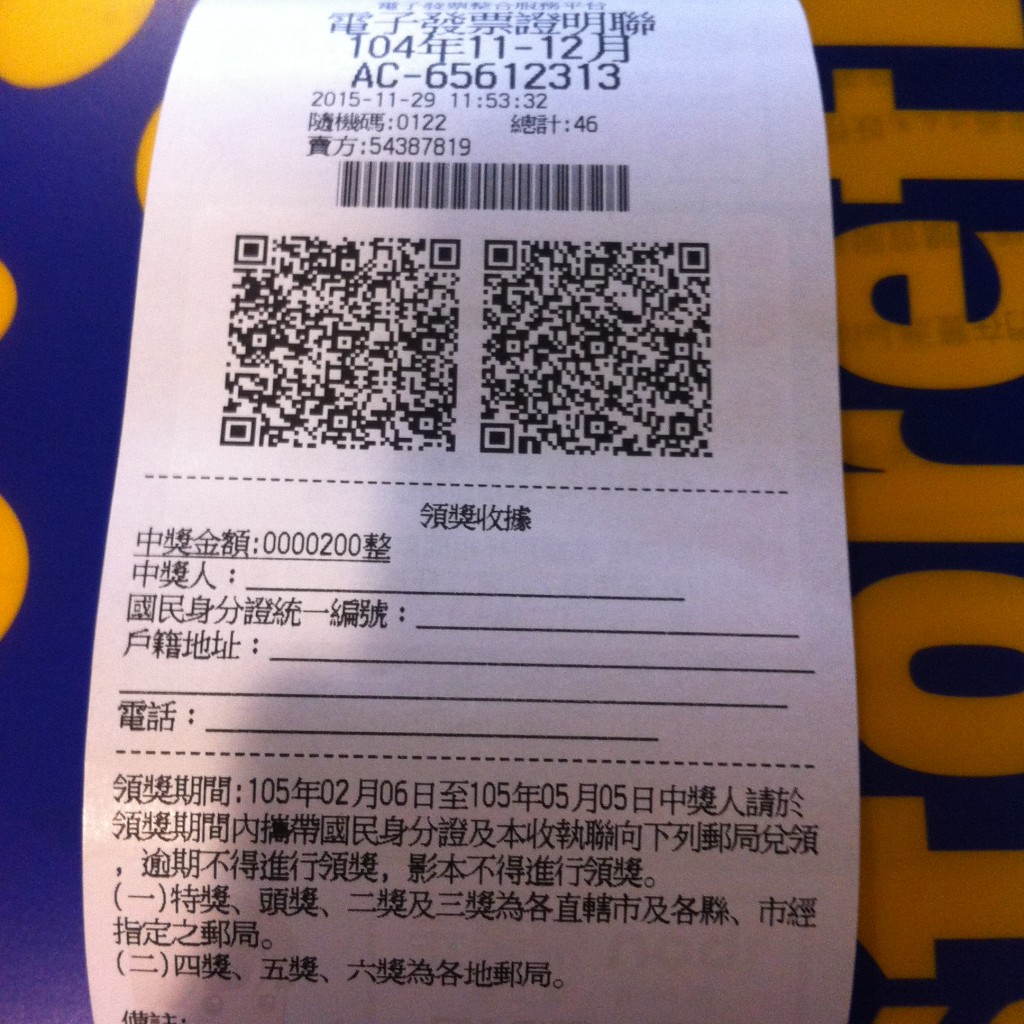 電子發票整合服務平台
電子發票證明聯
104年11-12月
AC-65612313
2015-11-29 11:53:32
隨機碼:0122 總計:46
賣方:54387819
領獎收據
中獎金額:0000200整
中獎人：
國民身分證統一編號：
戶籍地址：
電話：
領獎期間:105年02月06日至105年05月05日中獎人請於
領獎期間內攜帶國民身分證及本收執聯向下列郵局兌領
，逾期不得進行領獎，影本不得進行領獎。
(一)特獎、頭獎、二獎及三獎為各直轄市及各縣、市經
指定之郵局。
(二)四獎、五獎、六獎為各地郵局。
備註: